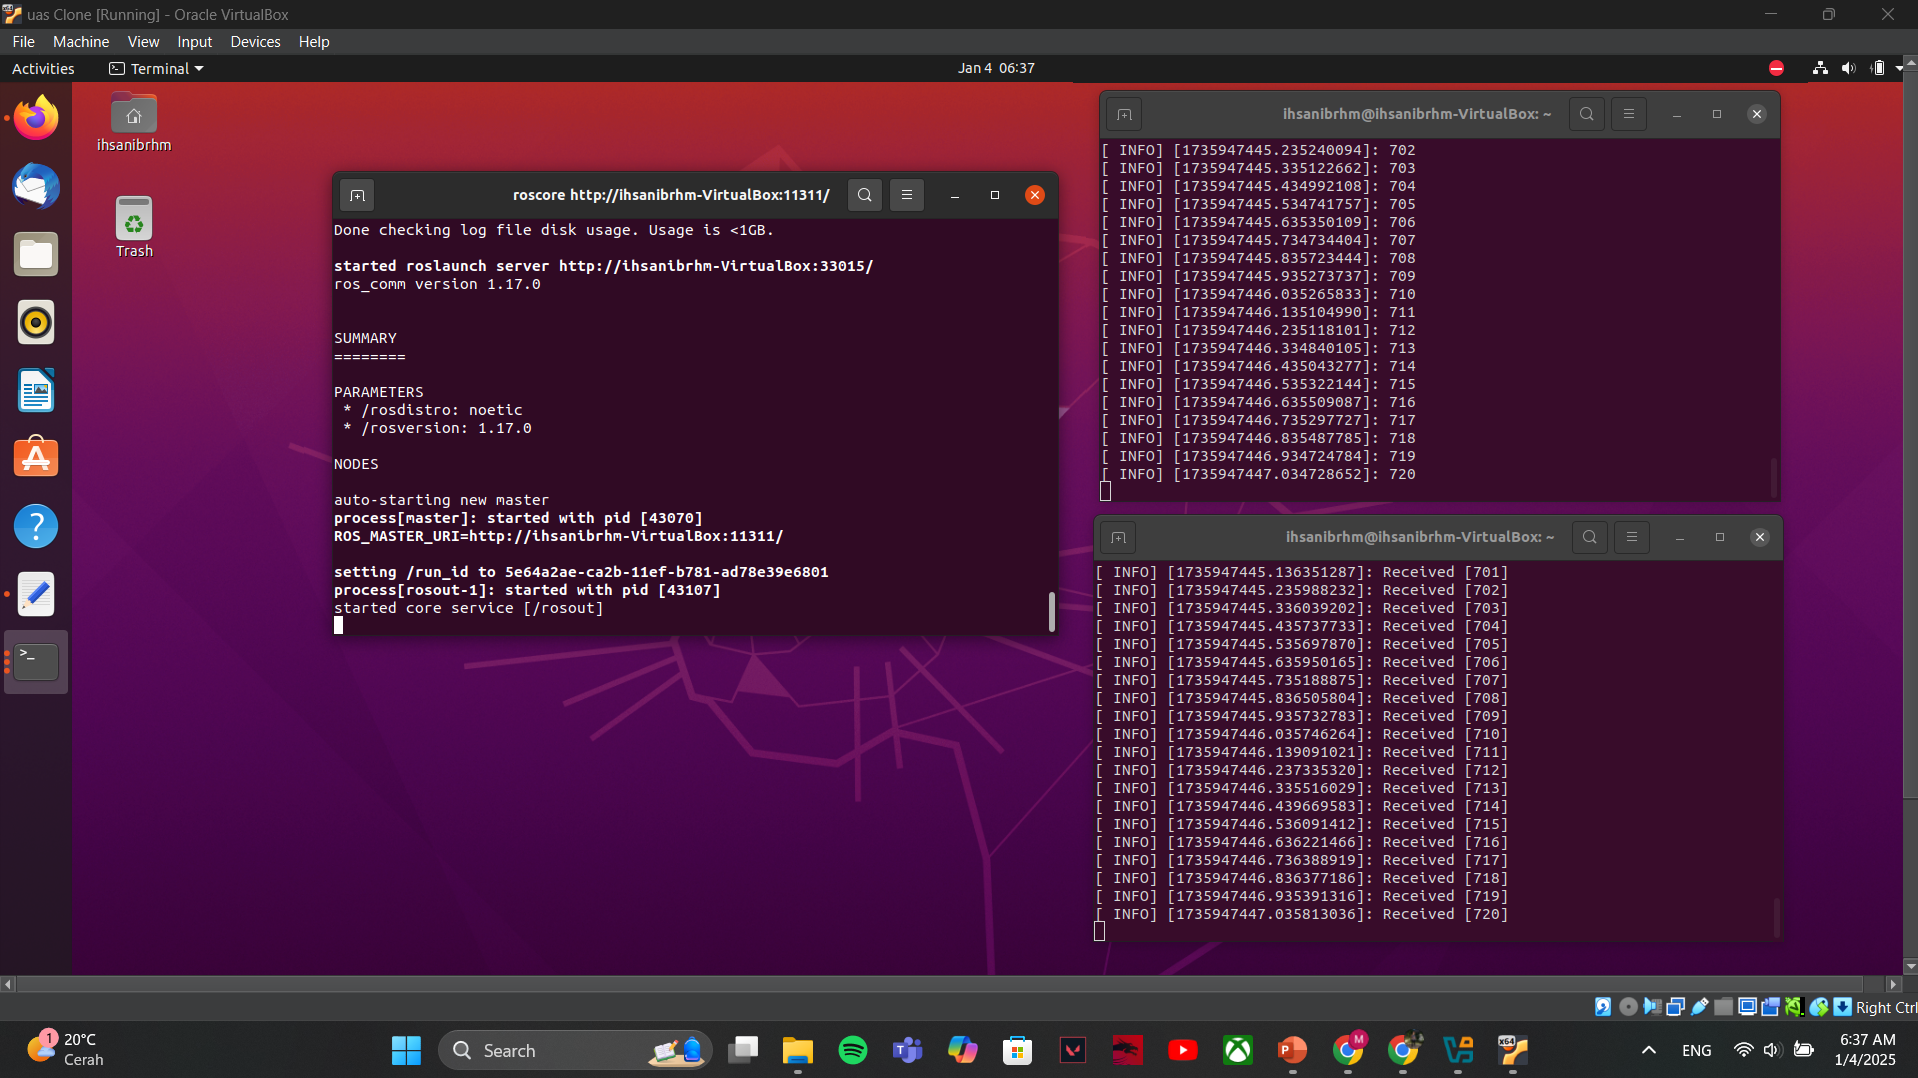 uas Clone [Running] - Oracle VirtualBox
File Machine View Input Devices Help
Activities Terminal Jan 4 06:37
ihsanibrhm
Trash
roscore http://ihsanibrhm-VirtualBox:11311/
Done checking log file disk usage. Usage is <1GB.
started roslaunch server http://ihsanibrhm-VirtualBox:33015/
ros_comm version 1.17.0
SUMMARY
========
PARAMETERS
* /rosdistro: noetic
* /rosversion: 1.17.0
NODES
auto-starting new master
process[master]: started with pid [43070]
ROS_MASTER_URI=http://ihsanibrhm-VirtualBox:11311/
setting /run_id to 5e64a2ae-ca2b-11ef-b781-ad78e39e6801
process[rosout-1]: started with pid [43107]
started core service [/rosout]
ihsanibrhm@ihsanibrhm-VirtualBox: ~
[ INFO] [1735947445.235240094]: 702
[ INFO] [1735947445.335122662]: 703
[ INFO] [1735947445.434992108]: 704
[ INFO] [1735947445.534741757]: 705
[ INFO] [1735947445.635350109]: 706
[ INFO] [1735947445.734734404]: 707
[ INFO] [1735947445.835723444]: 708
[ INFO] [1735947445.935273737]: 709
[ INFO] [1735947446.035265833]: 710
[ INFO] [1735947446.135104990]: 711
[ INFO] [1735947446.235118101]: 712
[ INFO] [1735947446.334840105]: 713
[ INFO] [1735947446.435043277]: 714
[ INFO] [1735947446.535322144]: 715
[ INFO] [1735947446.635509087]: 716
[ INFO] [1735947446.735297727]: 717
[ INFO] [1735947446.835487785]: 718
[ INFO] [1735947446.934724784]: 719
[ INFO] [1735947447.034728652]: 720
ihsanibrhm@ihsanibrhm-VirtualBox: ~
[ INFO] [1735947445.136351287]: Received [701]
[ INFO] [1735947445.235988232]: Received [702]
[ INFO] [1735947445.336039202]: Received [703]
[ INFO] [1735947445.435737733]: Received [704]
[ INFO] [1735947445.535697870]: Received [705]
[ INFO] [1735947445.635950165]: Received [706]
[ INFO] [1735947445.735188875]: Received [707]
[ INFO] [1735947445.836505804]: Received [708]
[ INFO] [1735947445.935732783]: Received [709]
[ INFO] [1735947446.035746264]: Received [710]
[ INFO] [1735947446.139091021]: Received [711]
[ INFO] [1735947446.237335320]: Received [712]
[ INFO] [1735947446.335516029]: Received [713]
[ INFO] [1735947446.439669583]: Received [714]
[ INFO] [1735947446.536091412]: Received [715]
[ INFO] [1735947446.636221466]: Received [716]
[ INFO] [1735947446.736388919]: Received [717]
[ INFO] [1735947446.836377186]: Received [718]
[ INFO] [1735947446.935391316]: Received [719]
[ INFO] [1735947447.035813036]: Received [720]
Right Ctrl
1
20°C
Cerah
Search
ENG
6:37 AM
1/4/2025